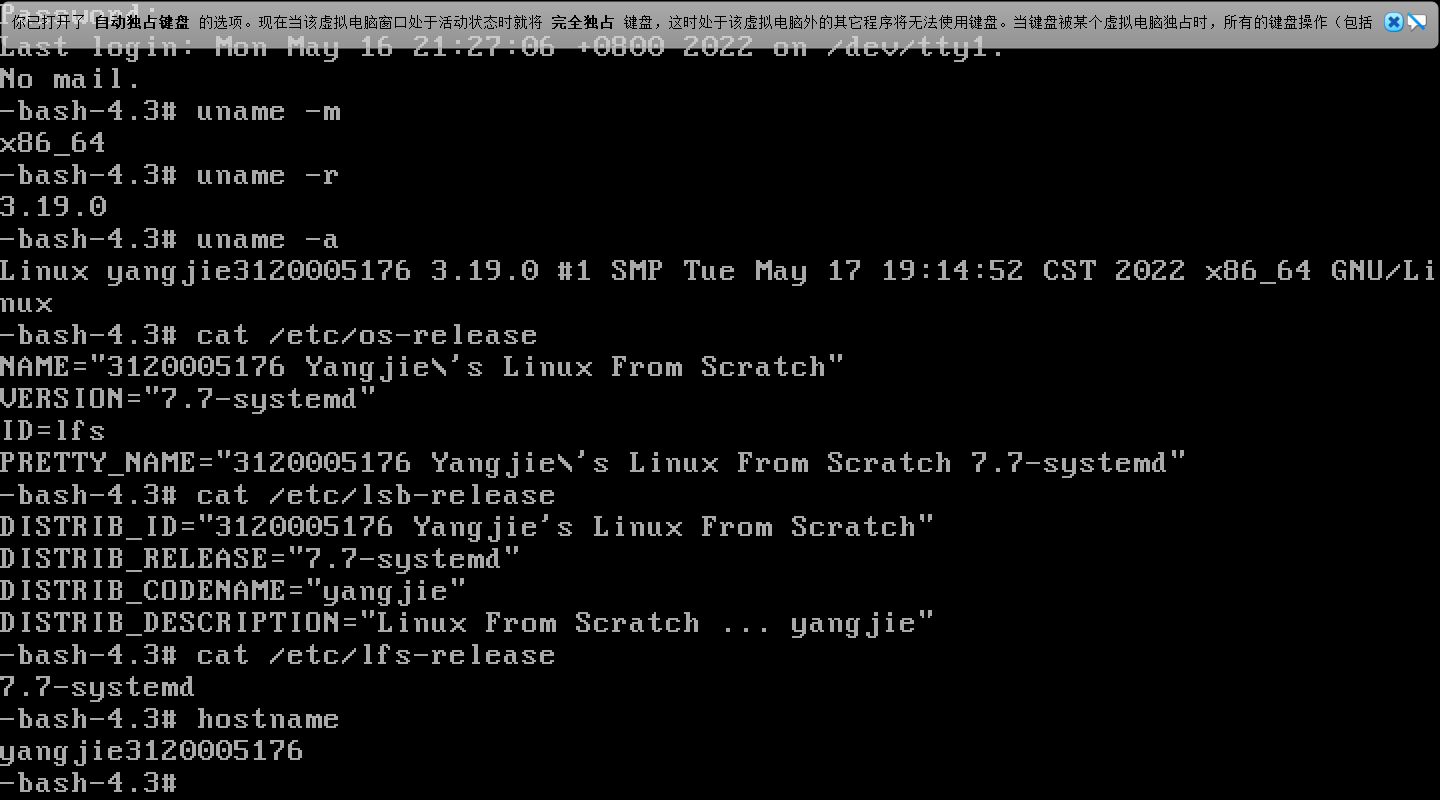 Password:
你已打开了 自动独占键盘 的选项。现在当该虚拟电脑窗口处于活动状态时就将 完全独占 键盘，这时处于该虚拟电脑外的其它程序将无法使用键盘。当键盘被某个虚拟电脑独占时，所有的键盘操作（包括
Last login: Mon May 16 21:27:06 +0800 2022 on /dev/tty1.
No mail.
-bash-4.3# uname -m
x86_64
-bash-4.3# uname -r
3.19.0
-bash-4.3# uname -a
Linux yangjie3120005176 3.19.0 #1 SMP Tue May 17 19:14:52 CST 2022 x86_64 GNU/Li
nux
-bash-4.3# cat /etc/os-release
NAME="3120005176 Yangjie\'s Linux From Scratch"
VERSION="7.7-systemd"
ID=lfs
PRETTY_NAME="3120005176 Yangjie\'s Linux From Scratch 7.7-systemd"
-bash-4.3# cat /etc/lsb-release
DISTRIB_ID="3120005176 Yangjie's Linux From Scratch"
DISTRIB_RELEASE="7.7-systemd"
DISTRIB_CODENAME="yangjie"
DISTRIB_DESCRIPTION="Linux From Scratch ... yangjie"
-bash-4.3# cat /etc/lfs-release
7.7-systemd
-bash-4.3# hostname
yangjie3120005176
-bash-4.3#